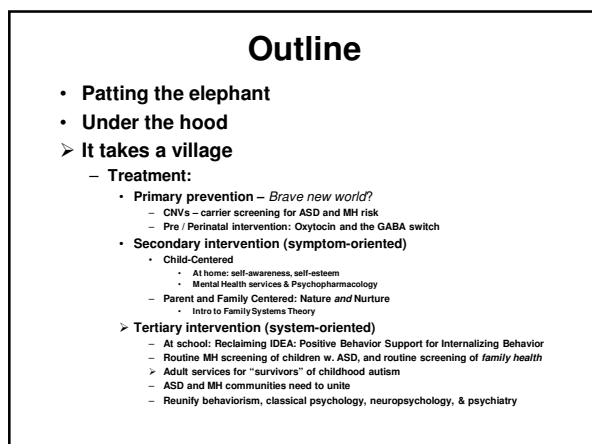 Outline
• Patting the elephant
• Under the hood
➢ It takes a village
– Treatment:
• Primary prevention – Brave new world?
– CNVs – carrier screening for ASD and MH risk
– Pre / Perinatal intervention: Oxytocin and the GABA switch
• Secondary intervention (symptom-oriented)
• Child-Centered
• At home: self-awareness, self-esteem
• Mental Health services & Psychopharmacology
– Parent and Family Centered: Nature and Nurture
• Intro to Family Systems Theory
➢ Tertiary intervention (system-oriented)
– At school: Reclaiming IDEA: Positive Behavior Support for Internalizing Behavior
– Routine MH screening of children w. ASD, and routine screening of family health
➢ Adult services for “survivors” of childhood autism
– ASD and MH communities need to unite
– Reunify behaviorism, classical psychology, neuropsychology, & psychiatry